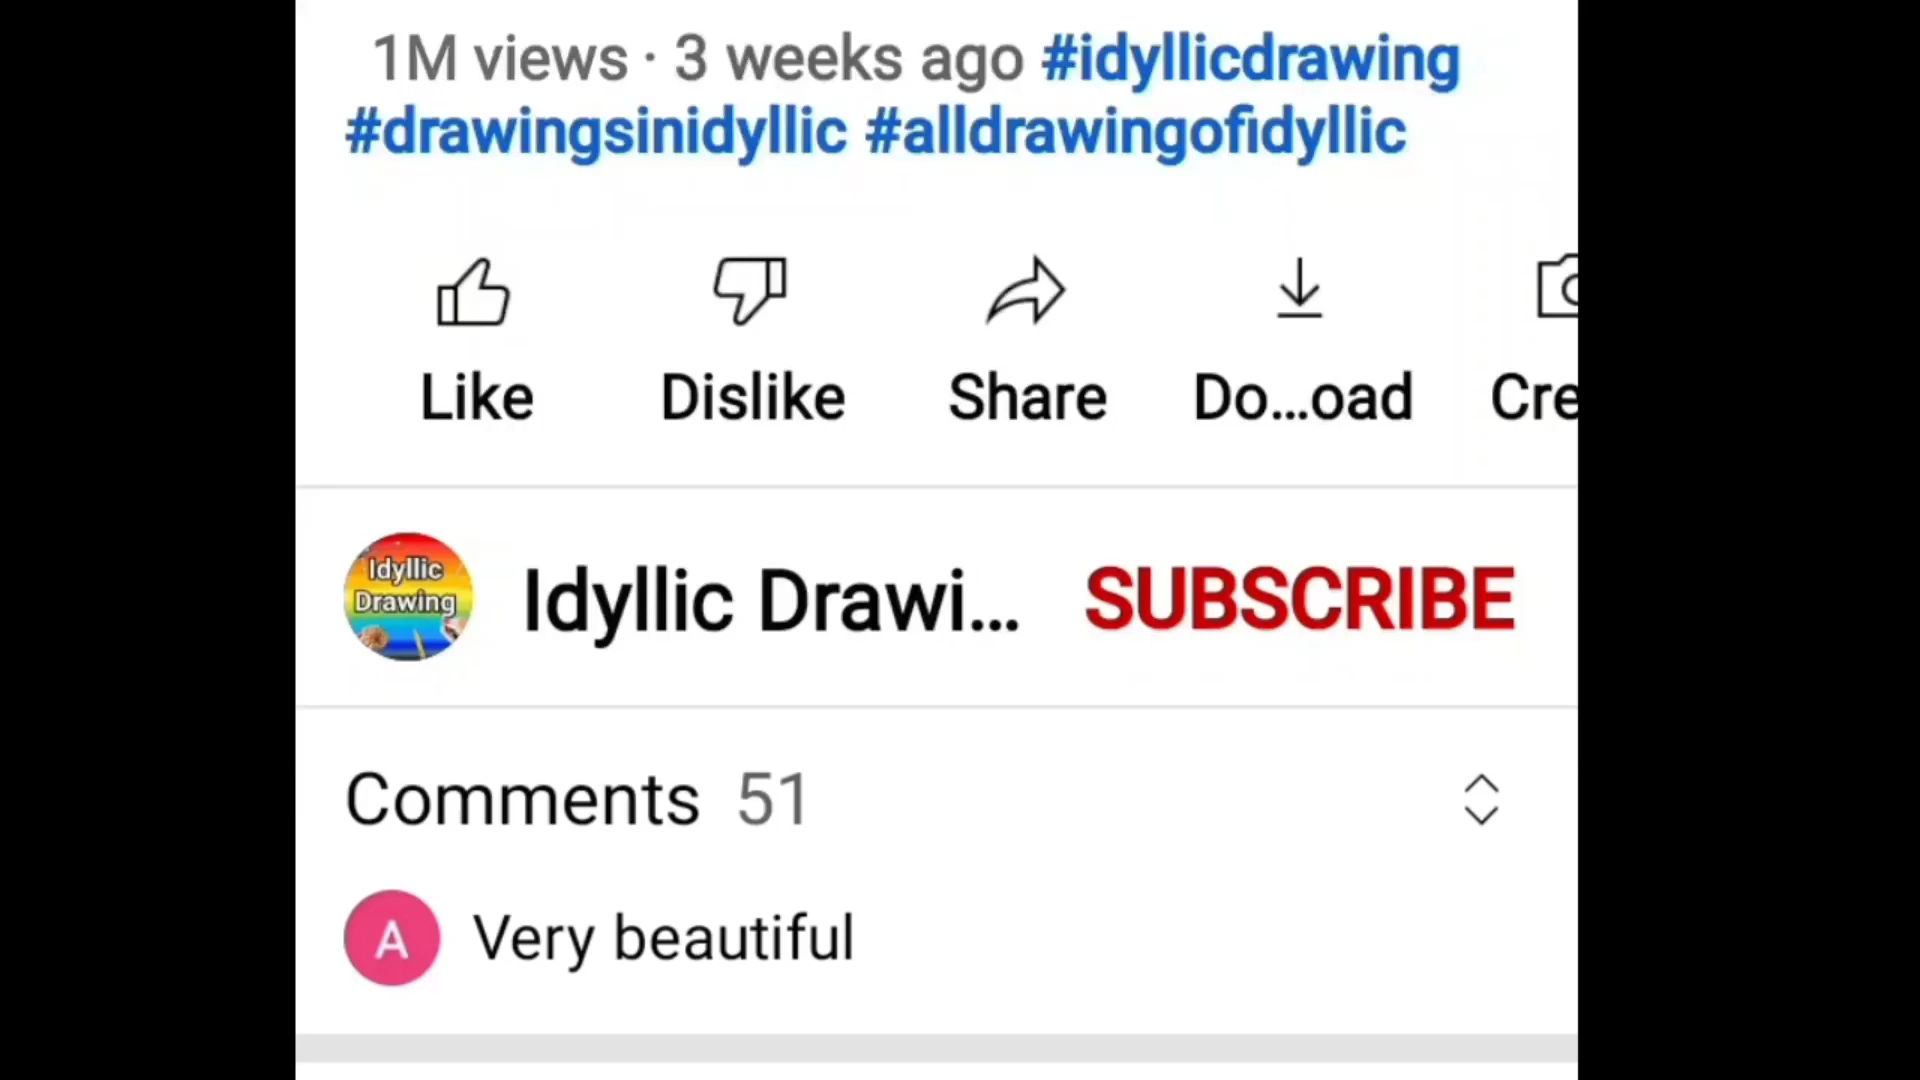 1M views · 3 weeks ago #idyllicdrawing
#drawingsinidyllic #alldrawingofidyllic
Like Dislike Share Do...oad Cre
Idyllic
Drawing
Idyllic Drawi... SUBSCRIBE
Comments 51
A Very beautiful